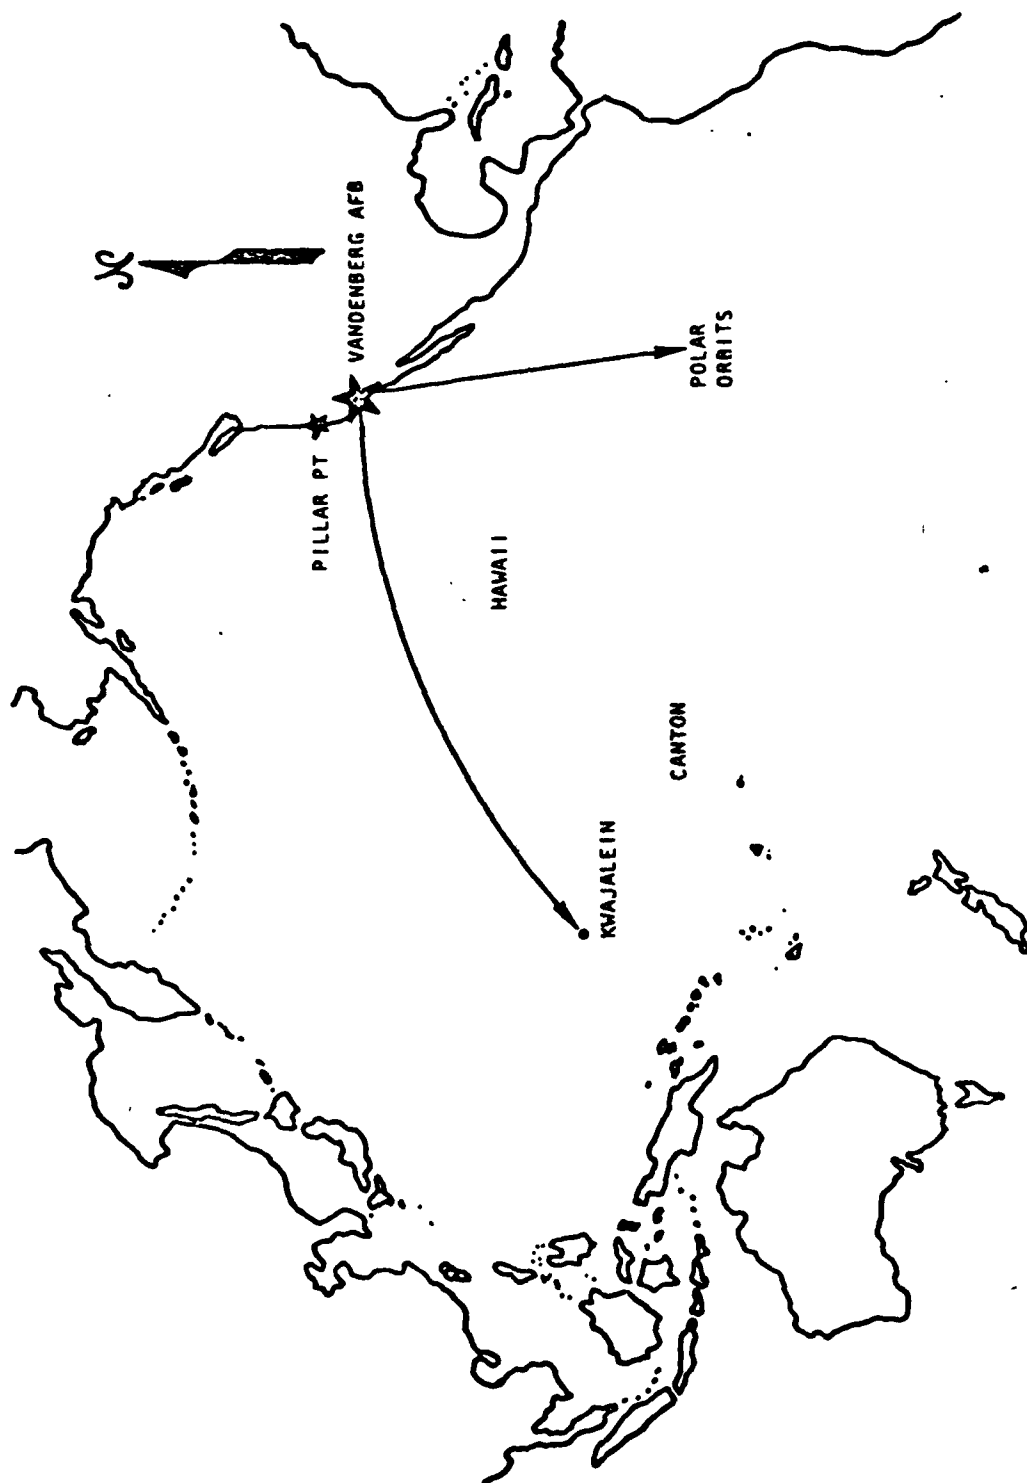 N
VANDENBERG AFB
PILLAR PT
POLAR
ORBITS
HAWAII
CANTON
KWAJALEIN